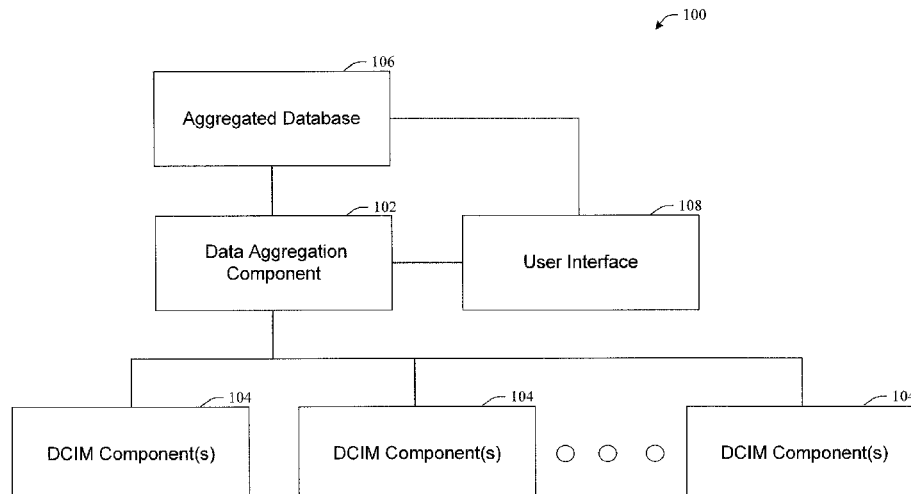 100
106
Aggregated Database
102
108
Data Aggregation
Component
User Interface
104
104
104
DCIM Component(s)
DCIM Component(s)
DCIM Component(s)